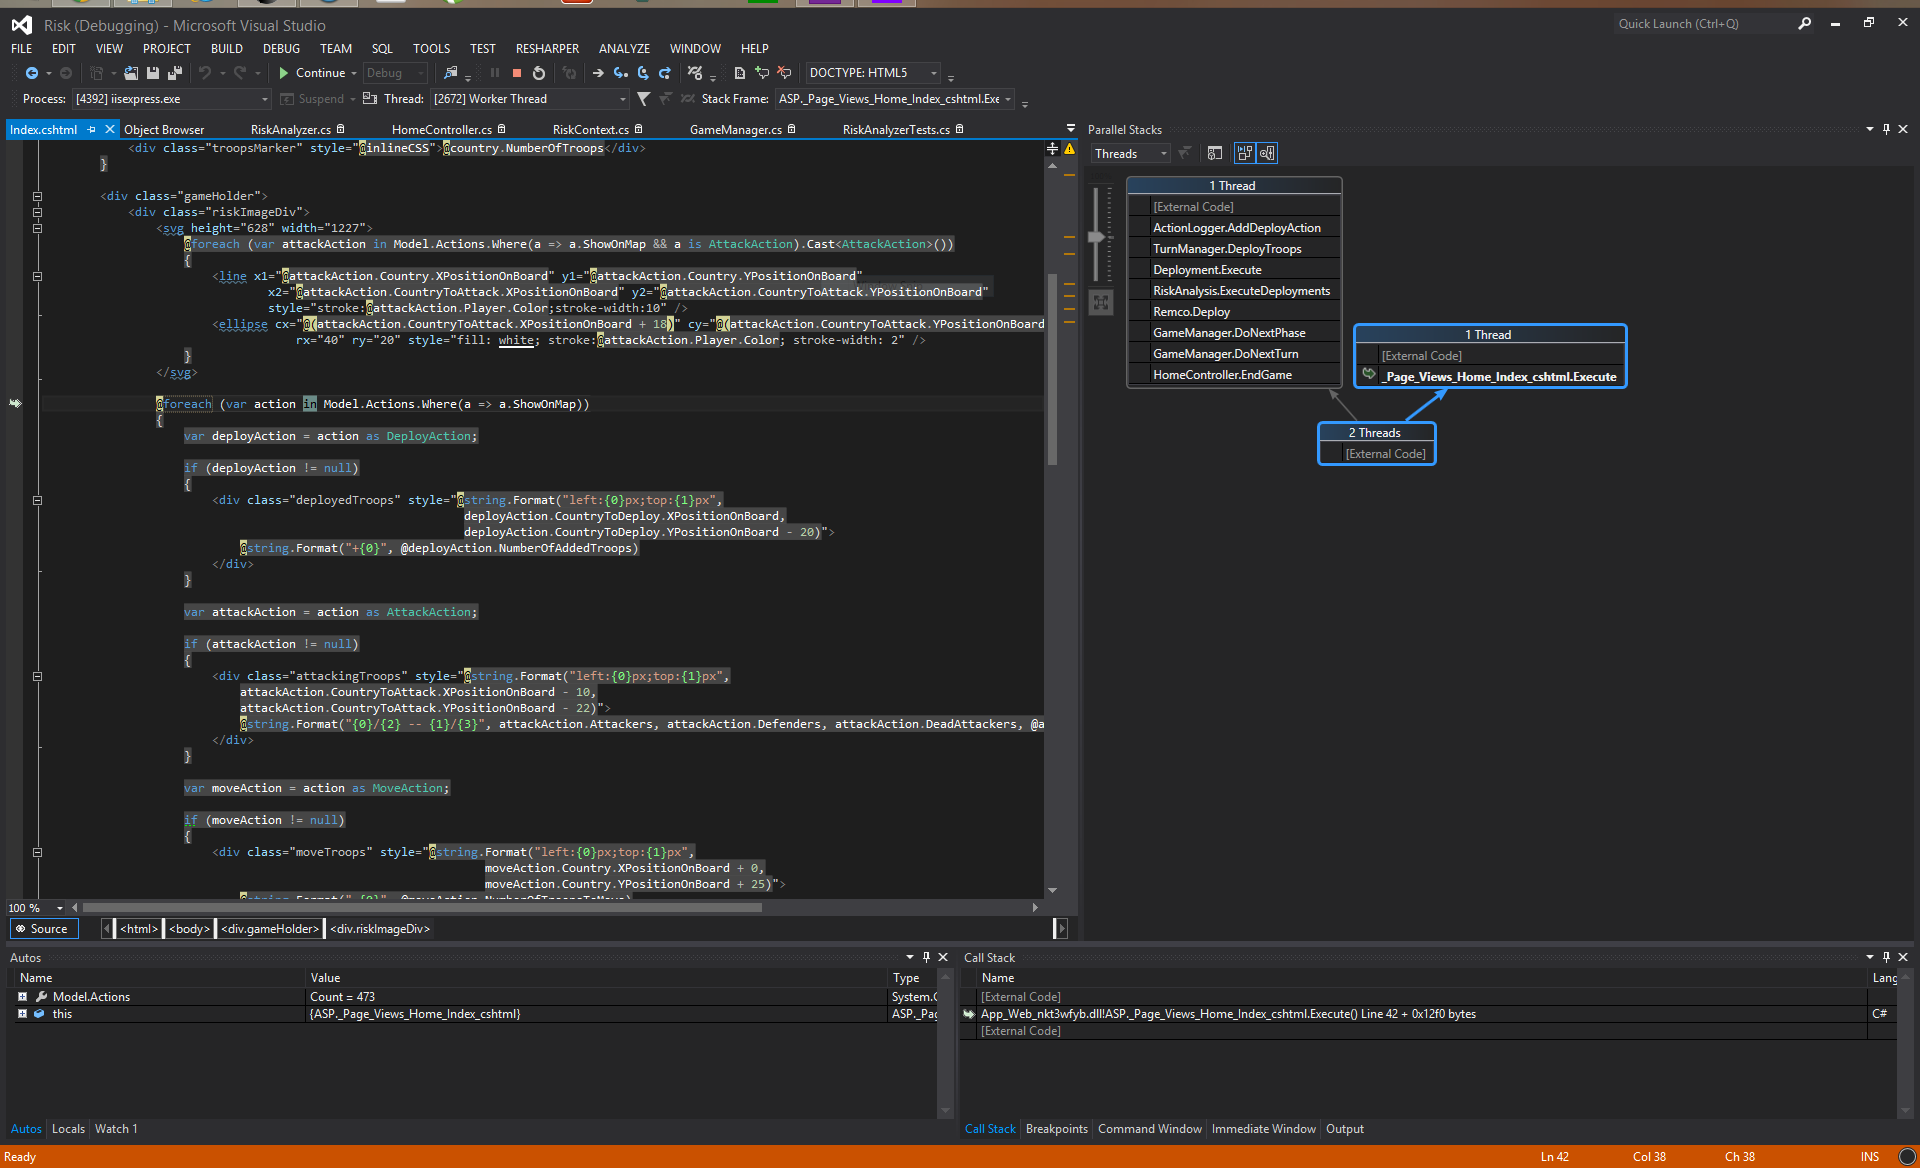 Risk (Debugging) - Microsoft Visual Studio
Quick Launch (Ctrl+Q)
FILE EDIT VIEW PROJECT BUILD DEBUG TEAM SQL TOOLS TEST RESHARPER ANALYZE WINDOW HELP
Continue Debug DOCTYPE: HTML5
Process: [4392] iisexpress.exe Suspend Thread: [2672] Worker Thread Stack Frame: ASP._Page_Views_Home_Index_cshtml.Exe
Index.cshtml Object Browser RiskAnalyzer.cs HomeController.cs RiskContext.cs GameManager.cs RiskAnalyzerTests.cs
<div class="troopsMarker" style="@inlineCSS">@country.NumberOfTroops</div>
}
<div class="gameHolder">
<div class="riskImageDiv">
<svg height="628" width="1227">
@foreach (var attackAction in Model.Actions.Where(a => a.ShowOnMap && a is AttackAction).Cast<AttackAction>())
{
<line x1="@attackAction.Country.XPositionOnBoard" y1="@attackAction.Country.YPositionOnBoard"
x2="@attackAction.CountryToAttack.XPositionOnBoard" y2="@attackAction.CountryToAttack.YPositionOnBoard"
style="stroke:@attackAction.Player.Color;stroke-width:10" />
<ellipse cx="@(attackAction.CountryToAttack.XPositionOnBoard + 18)" cy="@(attackAction.CountryToAttack.YPositionOnBoard
rx="40" ry="20" style="fill: white; stroke:@attackAction.Player.Color; stroke-width: 2" />
}
</svg>
@foreach (var action in Model.Actions.Where(a => a.ShowOnMap))
{
var deployAction = action as DeployAction;
if (deployAction != null)
{
<div class="deployedTroops" style="@string.Format("left:{0}px;top:{1}px",
deployAction.CountryToDeploy.XPositionOnBoard,
deployAction.CountryToDeploy.YPositionOnBoard - 20)">
@string.Format("+{0}", @deployAction.NumberOfAddedTroops)
</div>
}
var attackAction = action as AttackAction;
if (attackAction != null)
{
<div class="attackingTroops" style="@string.Format("left:{0}px;top:{1}px",
attackAction.CountryToAttack.XPositionOnBoard - 10,
attackAction.CountryToAttack.YPositionOnBoard - 22)">
@string.Format("{0}/{2} -- {1}/{3}", attackAction.Attackers, attackAction.Defenders, attackAction.DeadAttackers, @a
</div>
}
var moveAction = action as MoveAction;
if (moveAction != null)
{
<div class="moveTroops" style="@string.Format("left:{0}px;top:{1}px",
moveAction.Country.XPositionOnBoard + 0,
moveAction.Country.YPositionOnBoard + 25)">
100 %
Source <html> <body> <div.gameHolder> <div.riskImageDiv>
Parallel Stacks
Threads
1 Thread
[External Code]
ActionLogger.AddDeployAction
TurnManager.DeployTroops
Deployment.Execute
RiskAnalysis.ExecuteDeployments
Remco.Deploy
GameManager.DoNextPhase
GameManager.DoNextTurn
HomeController.EndGame
1 Thread
[External Code]
_Page_Views_Home_Index_cshtml.Execute
2 Threads
[External Code]
Autos
Name Value Type
Model.Actions Count = 473 System.C
this {ASP._Page_Views_Home_Index_cshtml} ASP._Pag
Autos Locals Watch 1
Call Stack
Name Lang
[External Code]
App_Web_nkt3wfyb.dll!ASP._Page_Views_Home_Index_cshtml.Execute() Line 42 + 0x12f0 bytes C#
[External Code]
Call Stack Breakpoints Command Window Immediate Window Output
Ready Ln 42 Col 38 Ch 38 INS